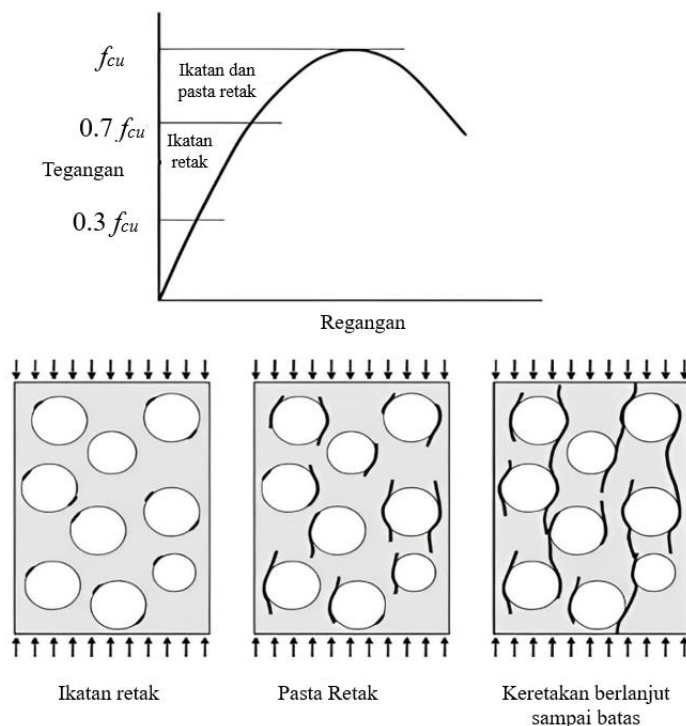 fcu
Ikatan dan
pasta retak
0.7 fcu
Ikatan
retak
Tegangan
0.3 fcu
Regangan
Ikatan retak
Pasta Retak
Keretakan berlanjut
sampai batas